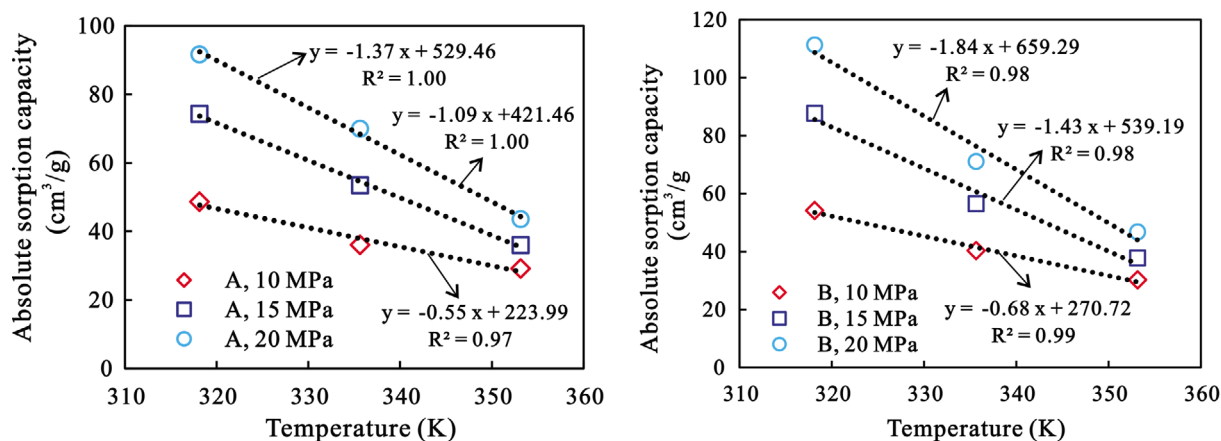 Absolute sorption capacity
(cm³/g)
100
80
60
40
20
0
y = -1.37 x + 529.46
R² = 1.00
y = -1.09 x +421.46
R² = 1.00
A, 10 MPa
A, 15 MPa
A, 20 MPa
y = -0.55 x + 223.99
R² = 0.97
310
320
330
340
350
360
Temperature (K)
Absolute sorption capacity
(cm³/g)
120
100
80
60
40
20
0
y = -1.84 x + 659.29
R² = 0.98
y = -1.43 x + 539.19
R² = 0.98
B, 10 MPa
B, 15 MPa
B, 20 MPa
y = -0.68 x + 270.72
R² = 0.99
310
320
330
340
350
360
Temperature (K)